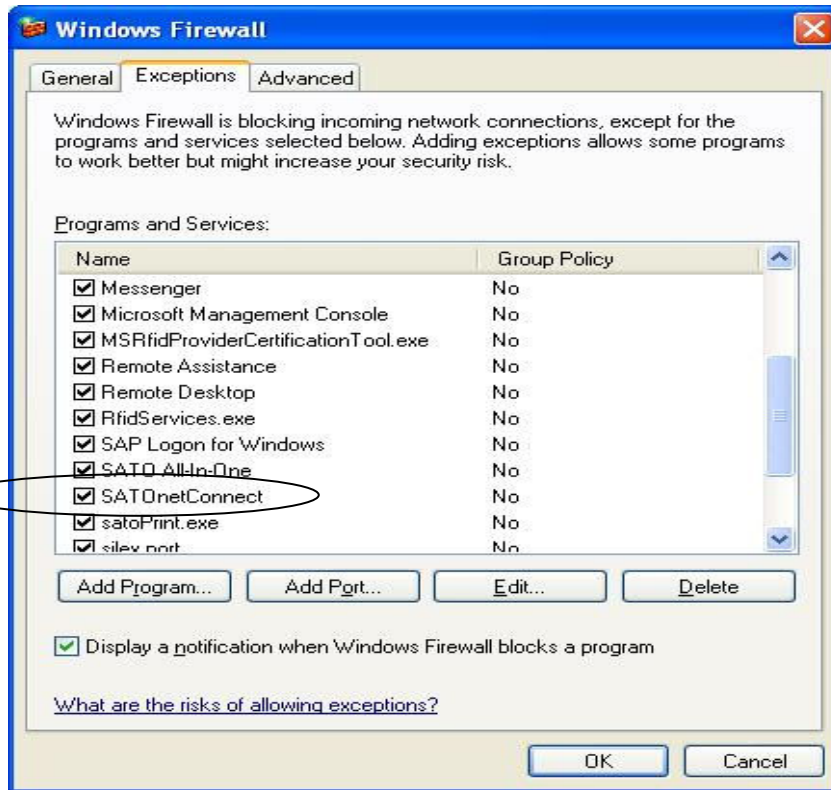 Windows Firewall
General Exceptions Advanced
Windows Firewall is blocking incoming network connections, except for the
programs and services selected below. Adding exceptions allows some programs
to work better but might increase your security risk.
Programs and Services:
Name Group Policy
Messenger No
Microsoft Management Console No
MSRfidProviderCertificationTool.exe No
Remote Assistance No
Remote Desktop No
RfidServices.exe No
SAP Logon for Windows No
SATO All-In-One No
SATOnetConnect No
satoPrint.exe No
silex port No
Add Program... Add Port... Edit... Delete
Display a notification when Windows Firewall blocks a program
What are the risks of allowing exceptions?
OK Cancel